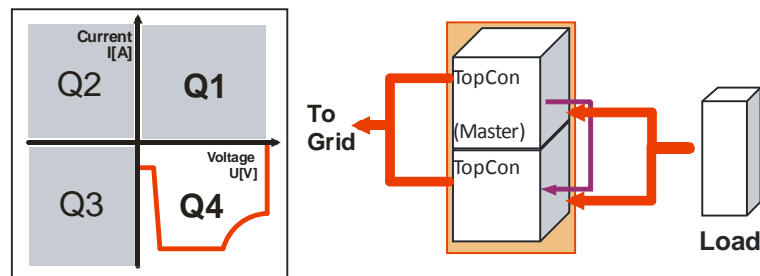 Current
I[A]
Q2
Q1
Voltage
U[V]
Q3
Q4
To
Grid
TopCon
(Master)
TopCon
Load